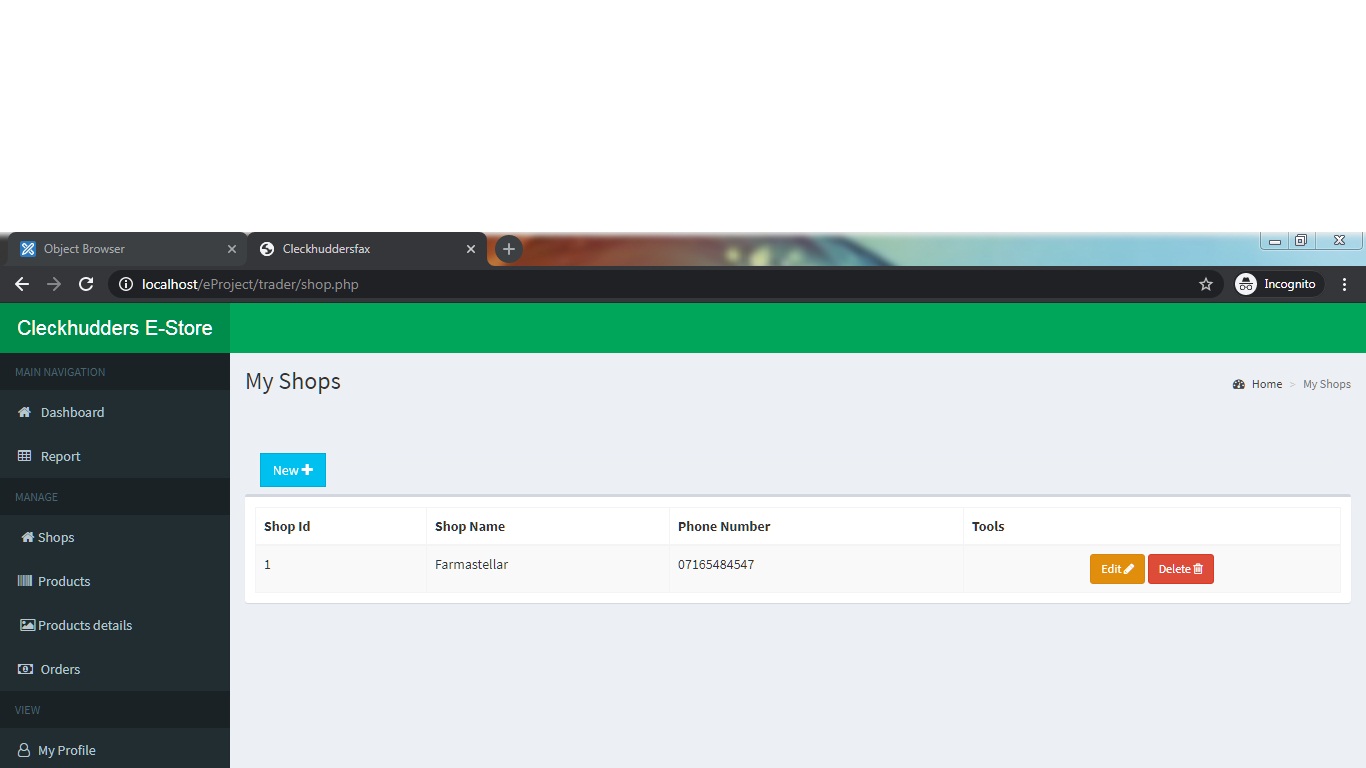 Object Browser
Cleckhuddersfax
localhost/eProject/trader/shop.php
Incognito
Cleckhudders E-Store
MAIN NAVIGATION
Dashboard
Report
MANAGE
Shops
Products
Products details
Orders
VIEW
My Profile
My Shops
Home > My Shops
New
Shop Id Shop Name Phone Number Tools
1 Farmastellar 07165484547 Edit Delete